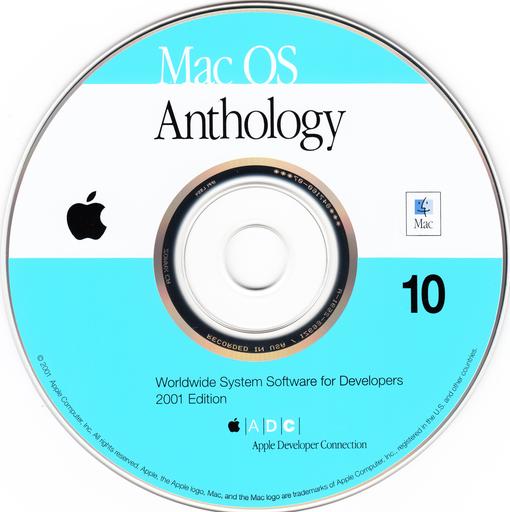 Mac OS
Anthology
Mac
10
RECORDED IN USA
Worldwide System Software for Developers
2001 Edition
ADC
Apple Developer Connection
© 2001 Apple Computer, Inc. All rights reserved. Apple, the Apple logo, Mac, and the Mac logo are trademarks of Apple Computer, Inc., registered in the U.S. and other countries.